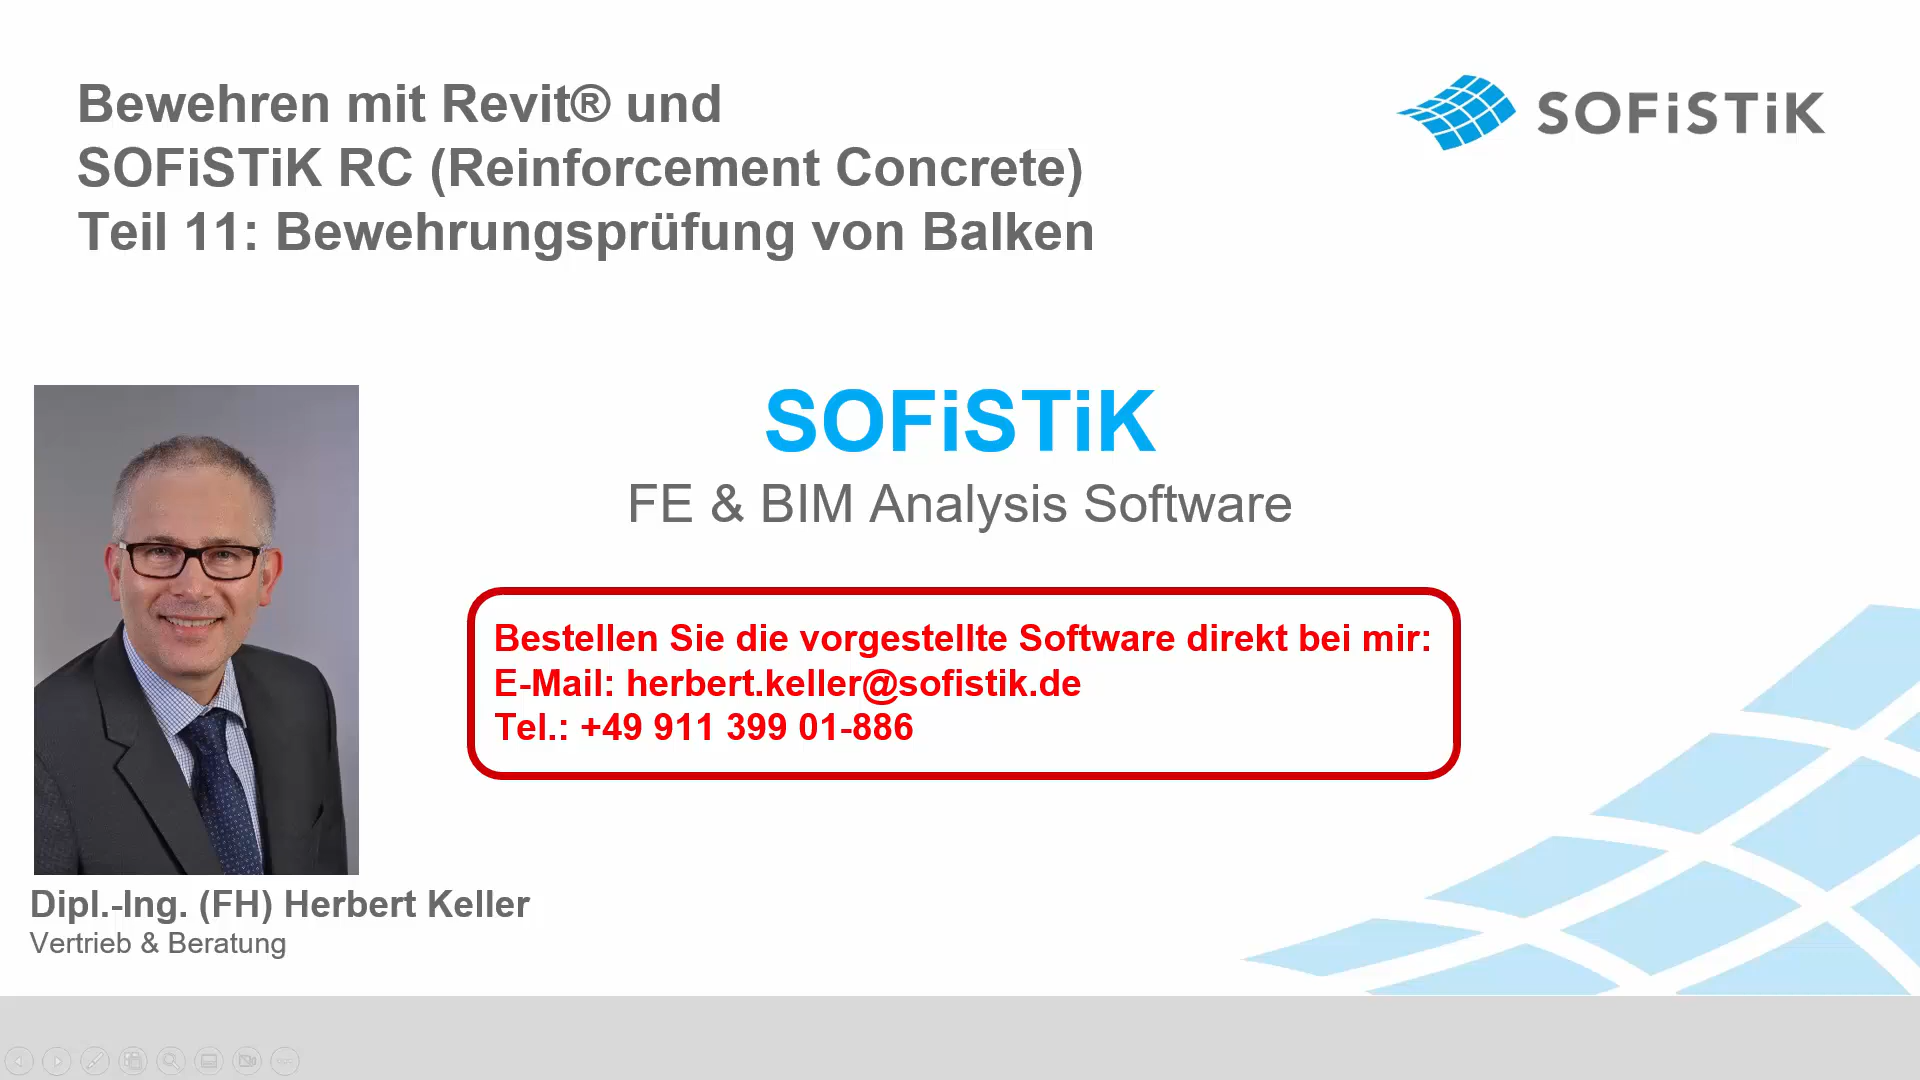 Bewehren mit Revit® und
SOFiSTiK RC (Reinforcement Concrete)
Teil 11: Bewehrungsprüfung von Balken
SOFiSTiK
SOFiSTiK
FE & BIM Analysis Software
Bestellen Sie die vorgestellte Software direkt bei mir:
E-Mail: herbert.keller@sofistik.de
Tel.: +49 911 399 01-886
Dipl.-Ing. (FH) Herbert Keller
Vertrieb & Beratung